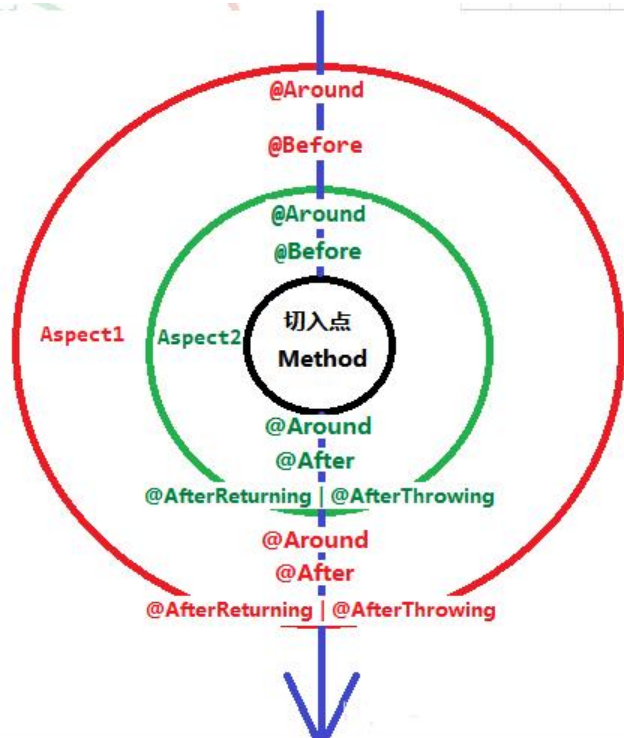 @Around
@Before
@Around
@Before
切入点
Aspect1
Aspect2
Method
@Around
@After
@AfterReturning | @AfterThrowing
@Around
@After
@AfterReturning | @AfterThrowing